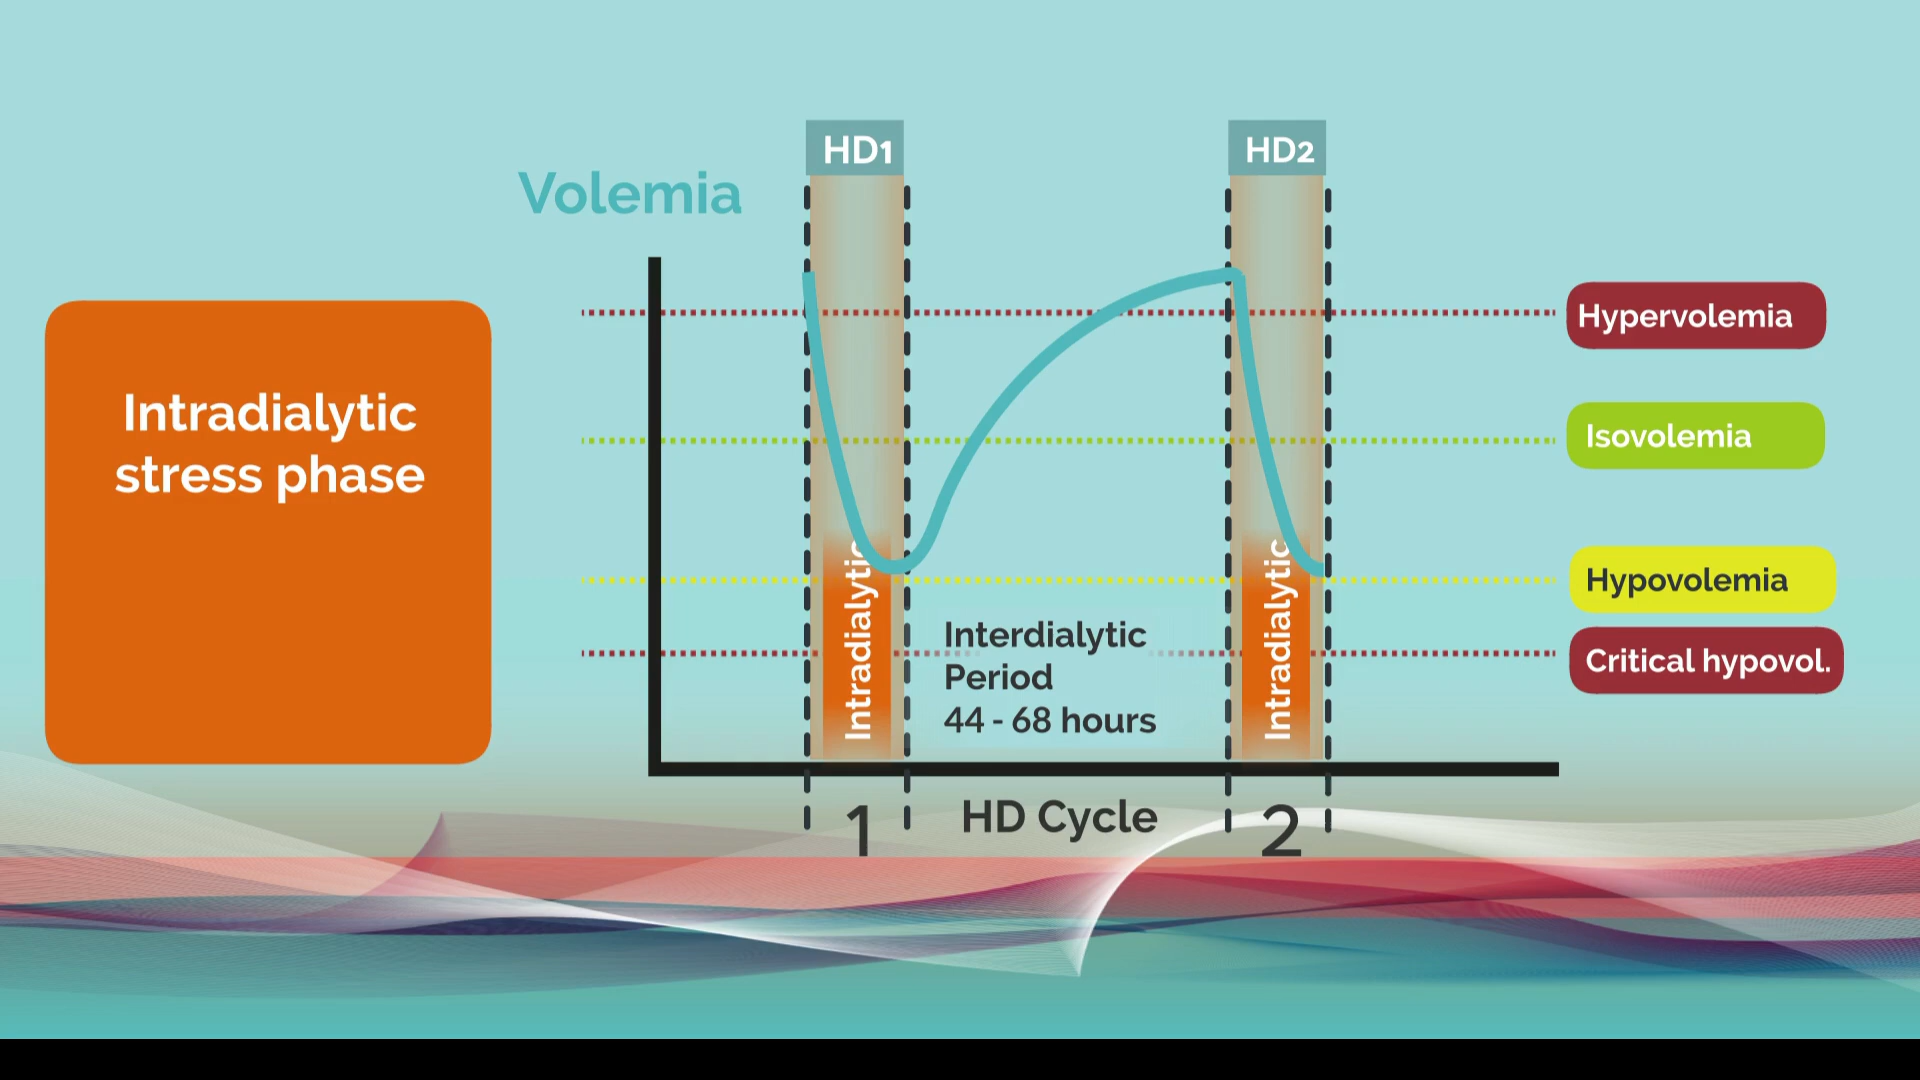 HD1
HD2
Volemia
Intradialytic
stress phase
Hypervolemia
Isovolemia
Hypovolemia
Critical hypovol.
Intradialytic
Interdialytic
Period
44 - 68 hours
Intradialytic
1
HD Cycle
2